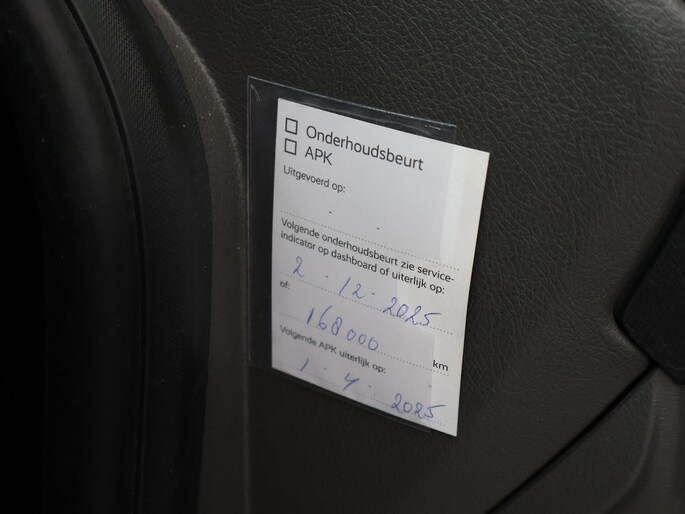 Onderhoudsbeurt
APK
Uitgevoerd op:
Volgende onderhoudsbeurt zie service-
indicator op dashboard of uiterlijk op:
2 - 12 - 2025
of:
168000 km
Volgende APK uiterlijk op:
1 - 4 - 2025